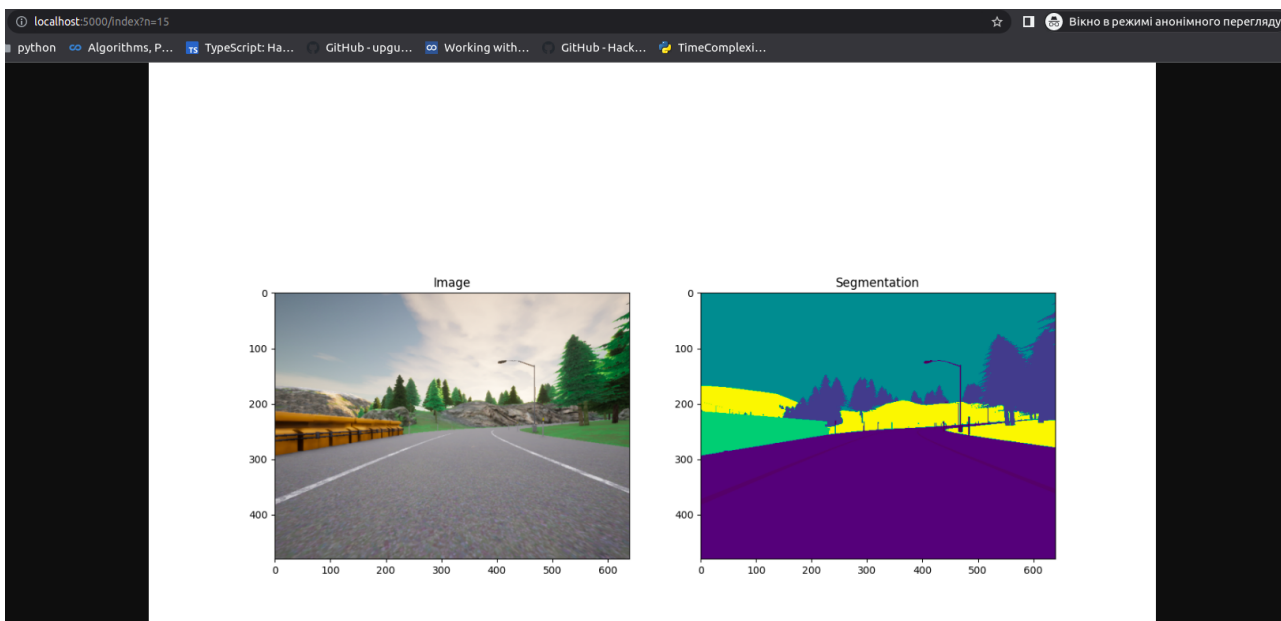 localhost:5000/index?n=15
Вікно в режимі анонімного перегляду
python Algorithms, P... TypeScript: Ha... GitHub - upgu... Working with... GitHub - Hack... TimeComplexi...
Image Segmentation
0 0
100 100
200 200
300 300
400 400
0 100 200 300 400 500 600 0 100 200 300 400 500 600